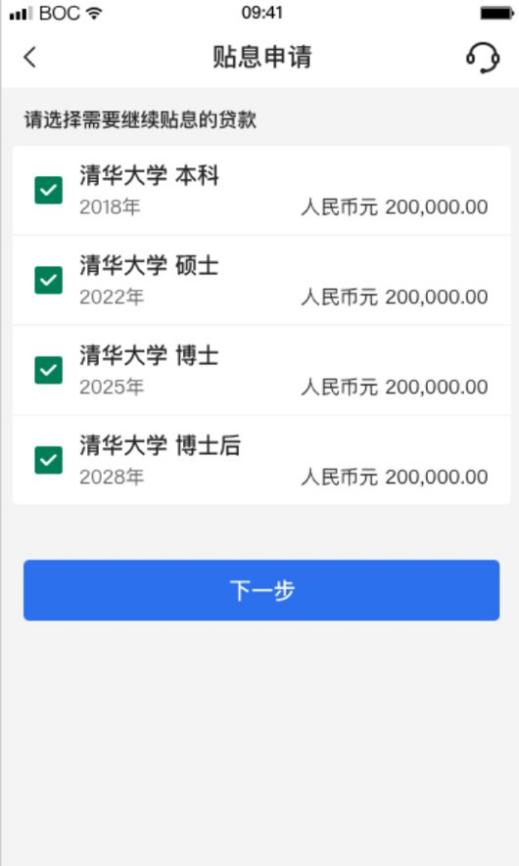 BOC
09:41
贴息申请
请选择需要继续贴息的贷款
清华大学 本科
2018年
人民币元 200,000.00
清华大学 硕士
2022年
人民币元 200,000.00
清华大学 博士
2025年
人民币元 200,000.00
清华大学 博士后
2028年
人民币元 200,000.00
下一步